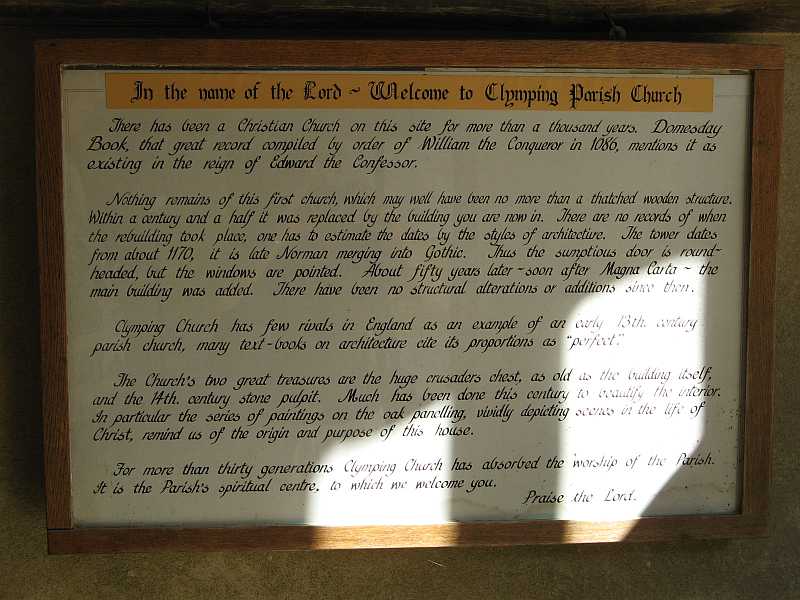 In the name of the Lord ~ Welcome to Clymping Parish Church
There has been a Christian Church on this site for more than a thousand years. Domesday
Book, that great record compiled by order of William the Conqueror in 1086, mentions it as
existing in the reign of Edward the Confessor.
Nothing remains of this first church, which may well have been no more than a thatched wooden structure.
Within a century and a half it was replaced by the building you are now in. There are no records of when
the rebuilding took place, one has to estimate the dates by the styles of architecture. The tower dates
from about 1170, it is late Norman merging into Gothic. Thus the sumptious door is round-
headed, but the windows are pointed. About fifty years later - soon after Magna Carta ~ the
main building was added. There have been no structural alterations or additions since then.
Clymping Church has few rivals in England as an example of an early 13th. century
parish church, many text-books on architecture cite its proportions as "perfect".
The Church's two great treasures are the huge crusaders chest, as old as the building itself,
and the 14th. century stone pulpit. Much has been done this century to beautify the interior.
In particular the series of paintings on the oak panelling, vividly depicting scenes in the life of
Christ, remind us of the origin and purpose of this house.
For more than thirty generations Clymping Church has absorbed the worship of the Parish.
It is the Parish's spiritual centre, to which we welcome you.
Praise the Lord.